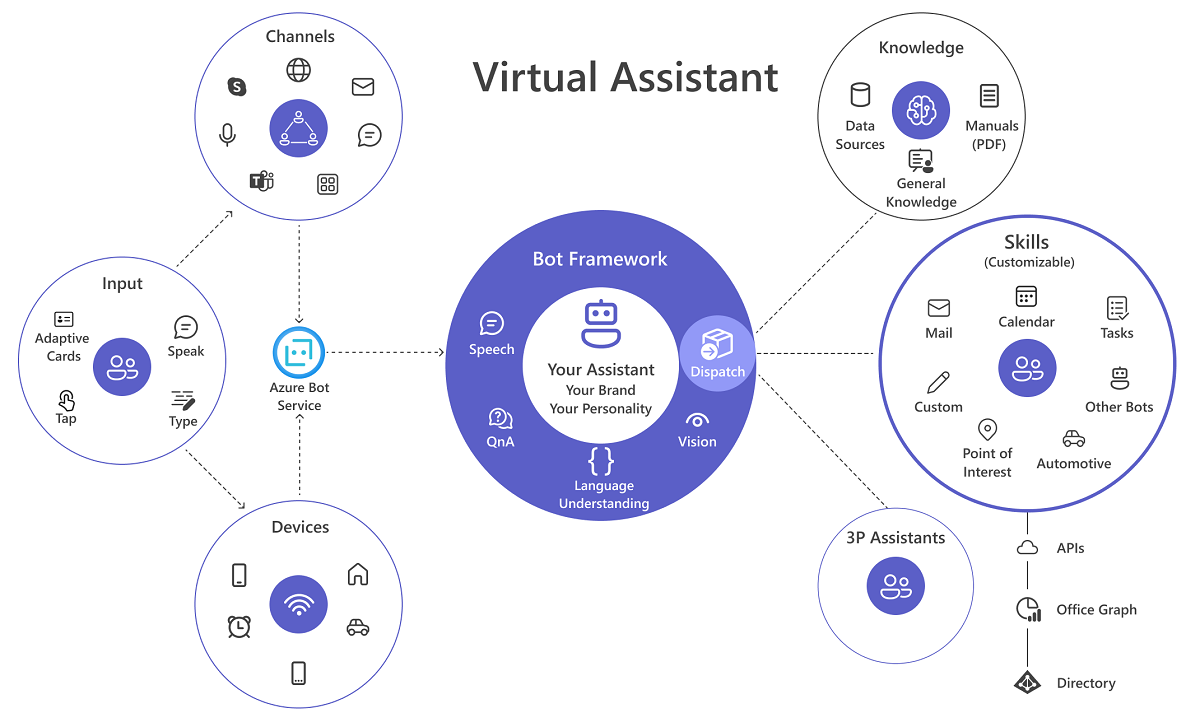 Virtual Assistant
Channels
Input
Adaptive
Cards
Speak
Tap
Type
Azure Bot
Service
Devices
Bot Framework
Speech
QnA
Language
Understanding
Vision
Dispatch
Your Assistant
Your Brand
Your Personality
Knowledge
Data
Sources
Manuals
(PDF)
General
Knowledge
Skills
(Customizable)
Mail
Calendar
Tasks
Custom
Other Bots
Point of
Interest
Automotive
3P Assistants
APIs
Office Graph
Directory